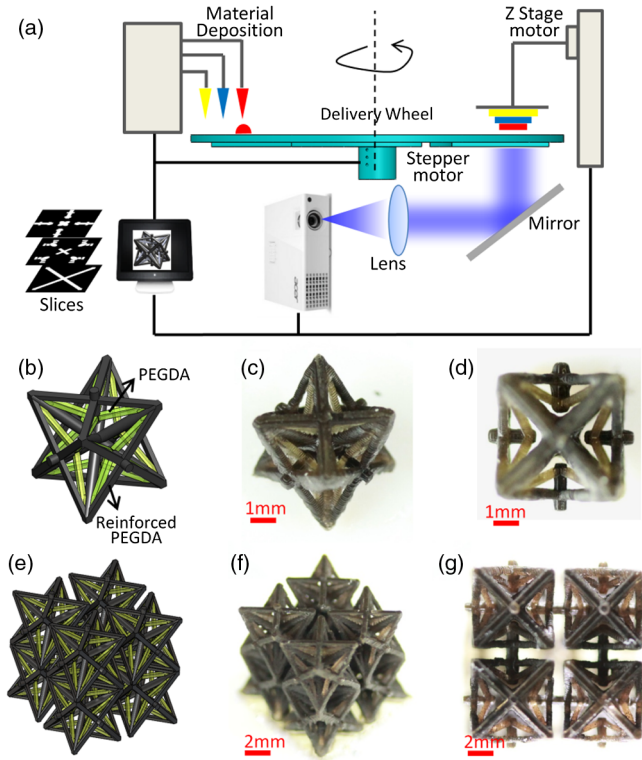 (a)
Material
Deposition
Z Stage
motor
Delivery Wheel
Stepper
motor
Mirror
Lens
Slices
(b)
PEGDA
Reinforced
PEGDA
(c)
1mm
(d)
1mm
(e)
(f)
2mm
(g)
2mm